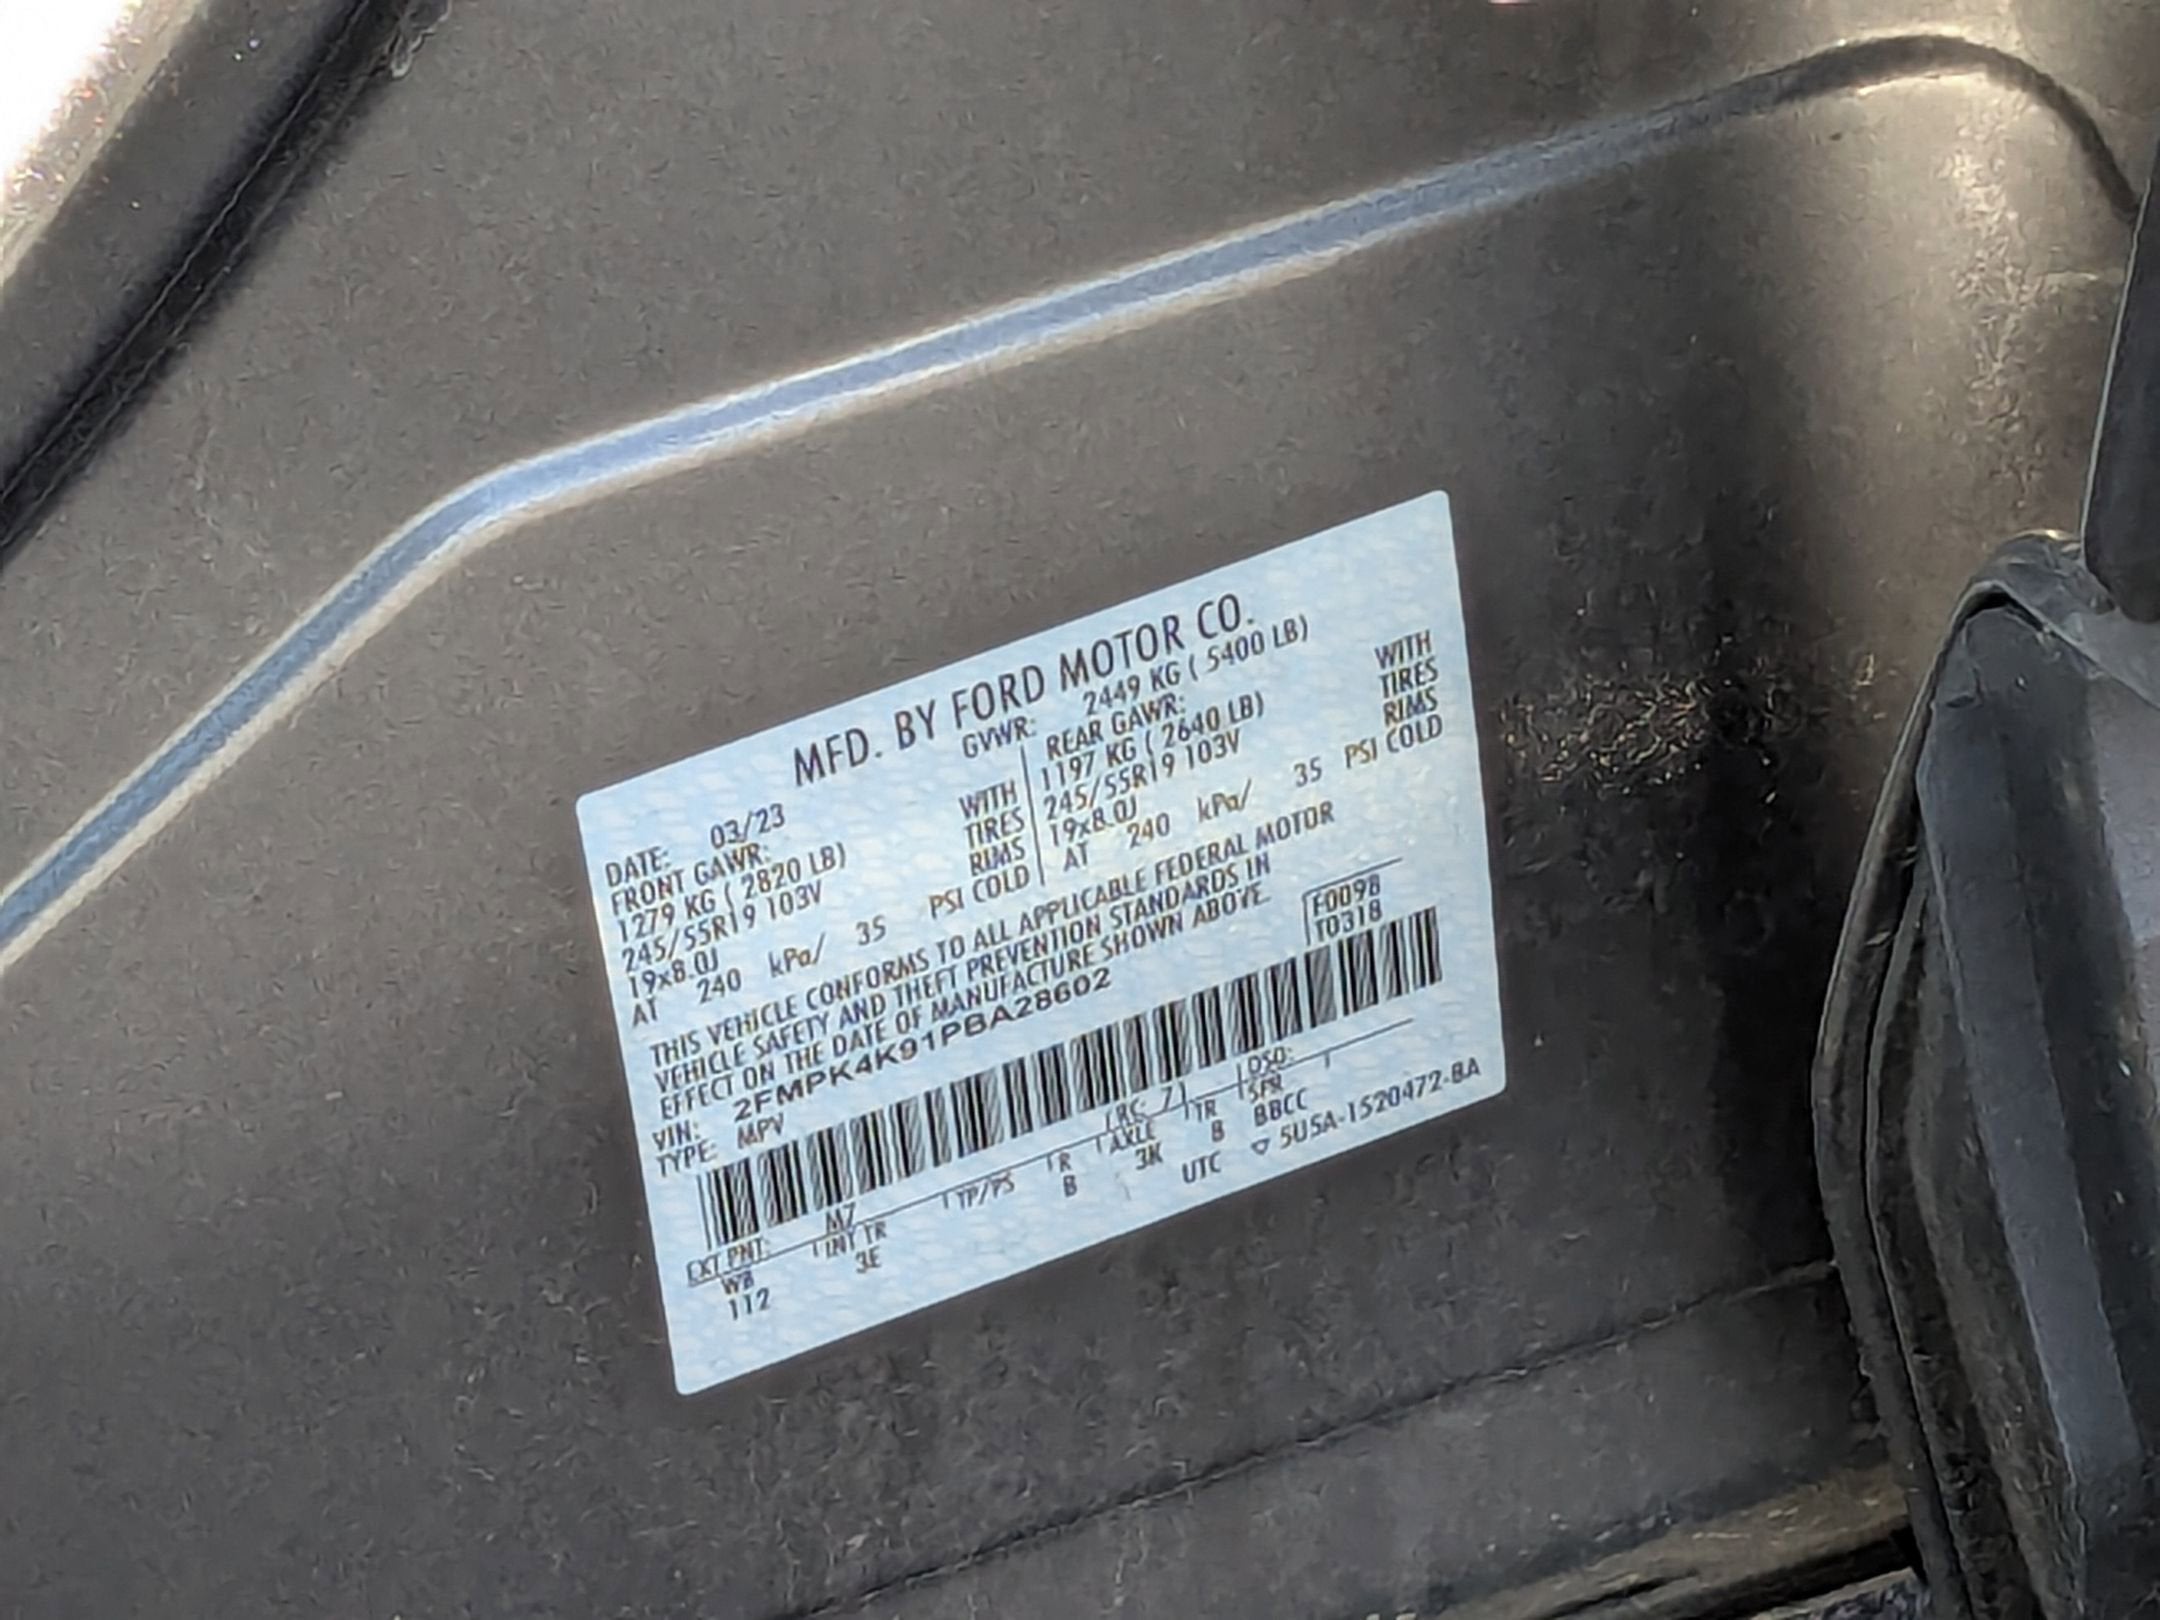 MFD. BY FORD MOTOR CO.
DATE: 03/23 GVWR: 2449 KG ( 5400 LB)
FRONT GAWR: REAR GAWR:
1279 KG ( 2820 LB) WITH 1197 KG ( 2640 LB) WITH
245/55R19 103V TIRES 245/55R19 103V TIRES
19x8.0J RIMS 19x8.0J RIMS
AT 240 kPa/ 35 PSI COLD AT 240 kPa/ 35 PSI COLD
THIS VEHICLE CONFORMS TO ALL APPLICABLE FEDERAL MOTOR
VEHICLE SAFETY AND THEFT PREVENTION STANDARDS IN
EFFECT ON THE DATE OF MANUFACTURE SHOWN ABOVE.
VIN: 2FMPK4K91PBA28602 F0098
TYPE: MPV T0318
EXT PNT: M7 RC: 71 DSO:
WB INT TR TP/PS R AXLE TR SPR
112 3E B 3K B BBCC
UTC 5U5A-1520472-BA